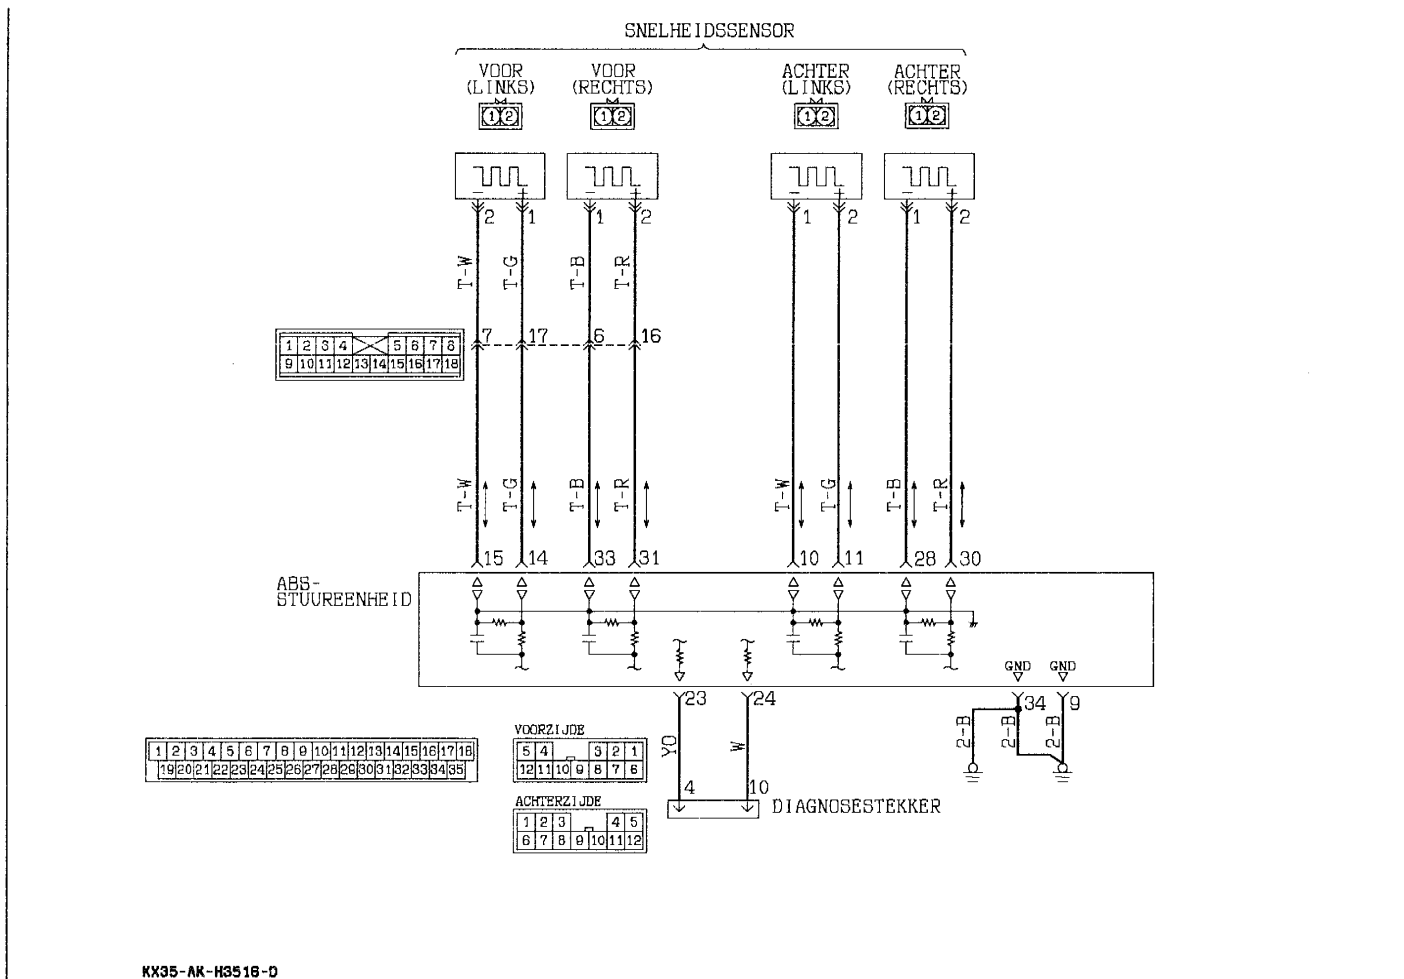 SNELHEIDSSENSOR
VOOR VOOR ACHTER ACHTER
(LINKS) (RECHTS) (LINKS) (RECHTS)
1 2 1 2 1 2 1 2
2 1 1 2 1 2 1 2
T-W T-G T-B T-R
7 17 6 16
1 2 3 4 5 6 7 8
9 10 11 12 13 14 15 16 17 18
T-W T-G T-B T-R T-W T-G T-B T-R
15 14 33 31 10 11 28 30
ABS-
STUUREENHEID
GND GND
23 24 34 9
2-B 2-B 2-B
YO W
VOORZIJDE
1 2 3 4 5 6 7 8 9 10 11 12 13 14 15 16 17 18
19 20 21 22 23 24 25 26 27 28 29 30 31 32 33 34 35
5 4 3 2 1
12 11 10 9 8 7 6
4 10
DIAGNOSESTEKKER
ACHTERZIJDE
1 2 3 4 5
6 7 8 9 10 11 12
KX35-AK-H3516-D